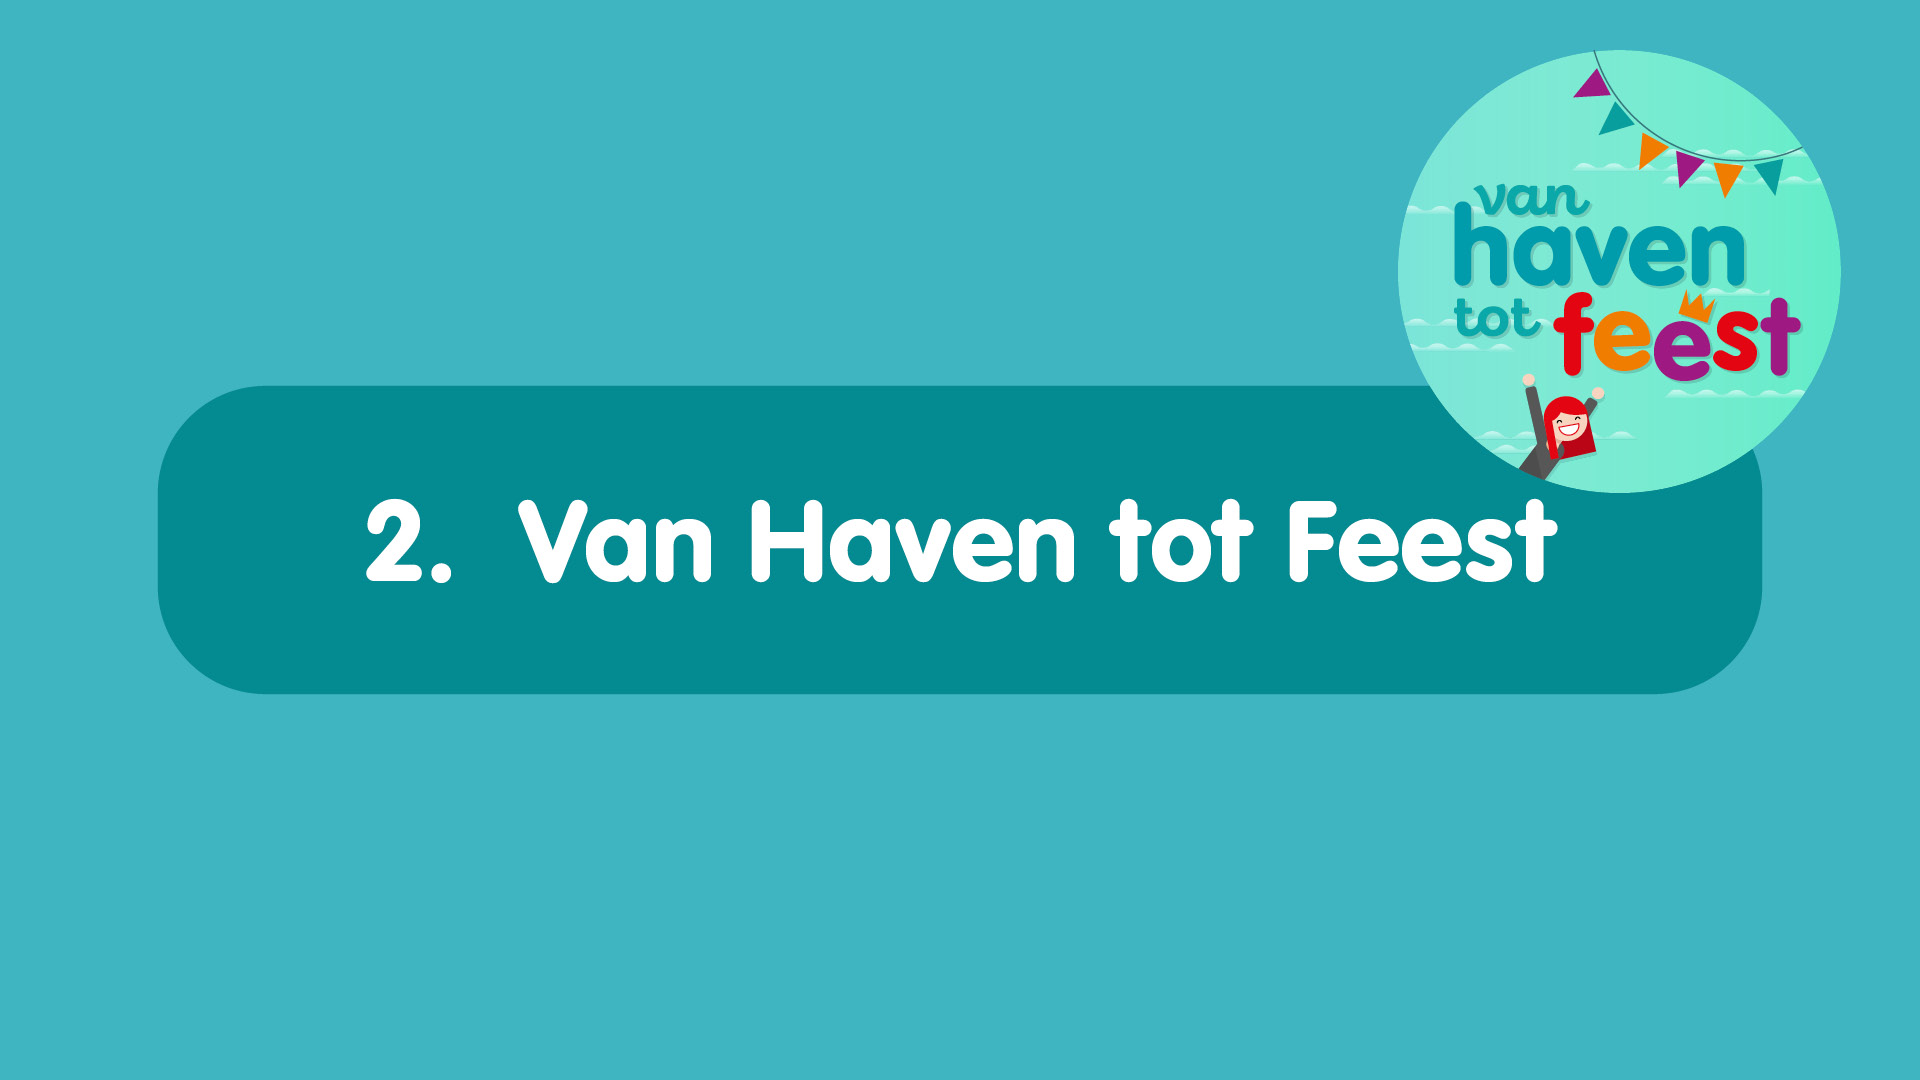 van
haven
tot feest
2. Van Haven tot Feest